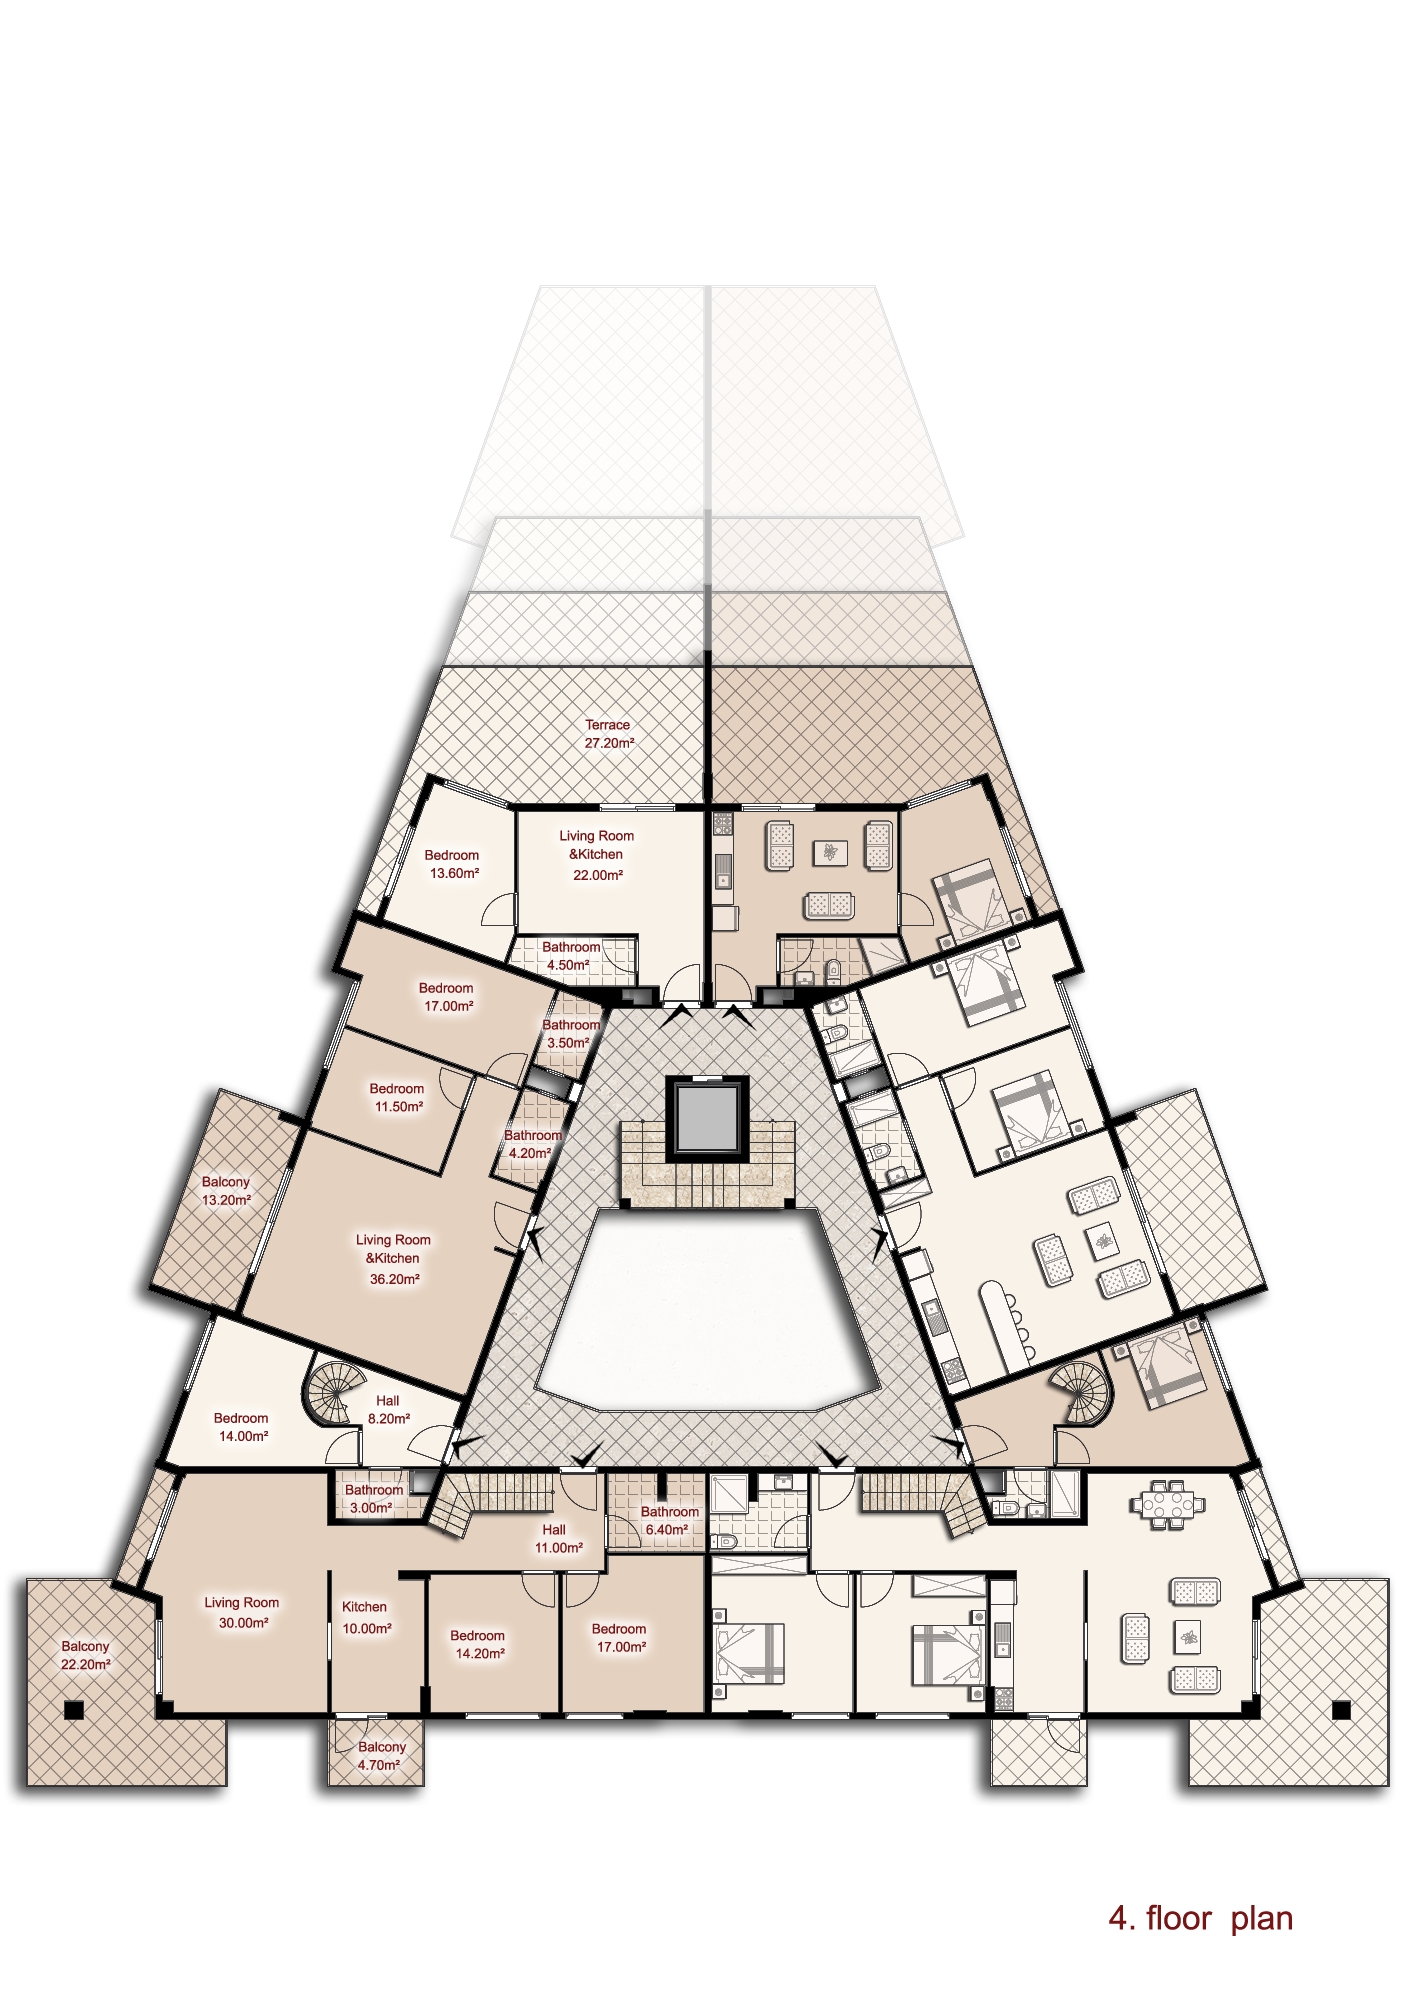 Terrace
27.20m²
Living Room
&Kitchen
22.00m²
Bedroom
13.60m²
Bathroom
4.50m²
Bedroom
17.00m²
Bathroom
3.50m²
Bedroom
11.50m²
Bathroom
4.20m²
Balcony
13.20m²
Living Room
&Kitchen
36.20m²
Hall
8.20m²
Bedroom
14.00m²
Bathroom
3.00m²
Bathroom
6.40m²
Hall
11.00m²
Living Room
30.00m²
Kitchen
10.00m²
Bedroom
14.20m²
Bedroom
17.00m²
Balcony
22.20m²
Balcony
4.70m²
4. floor plan